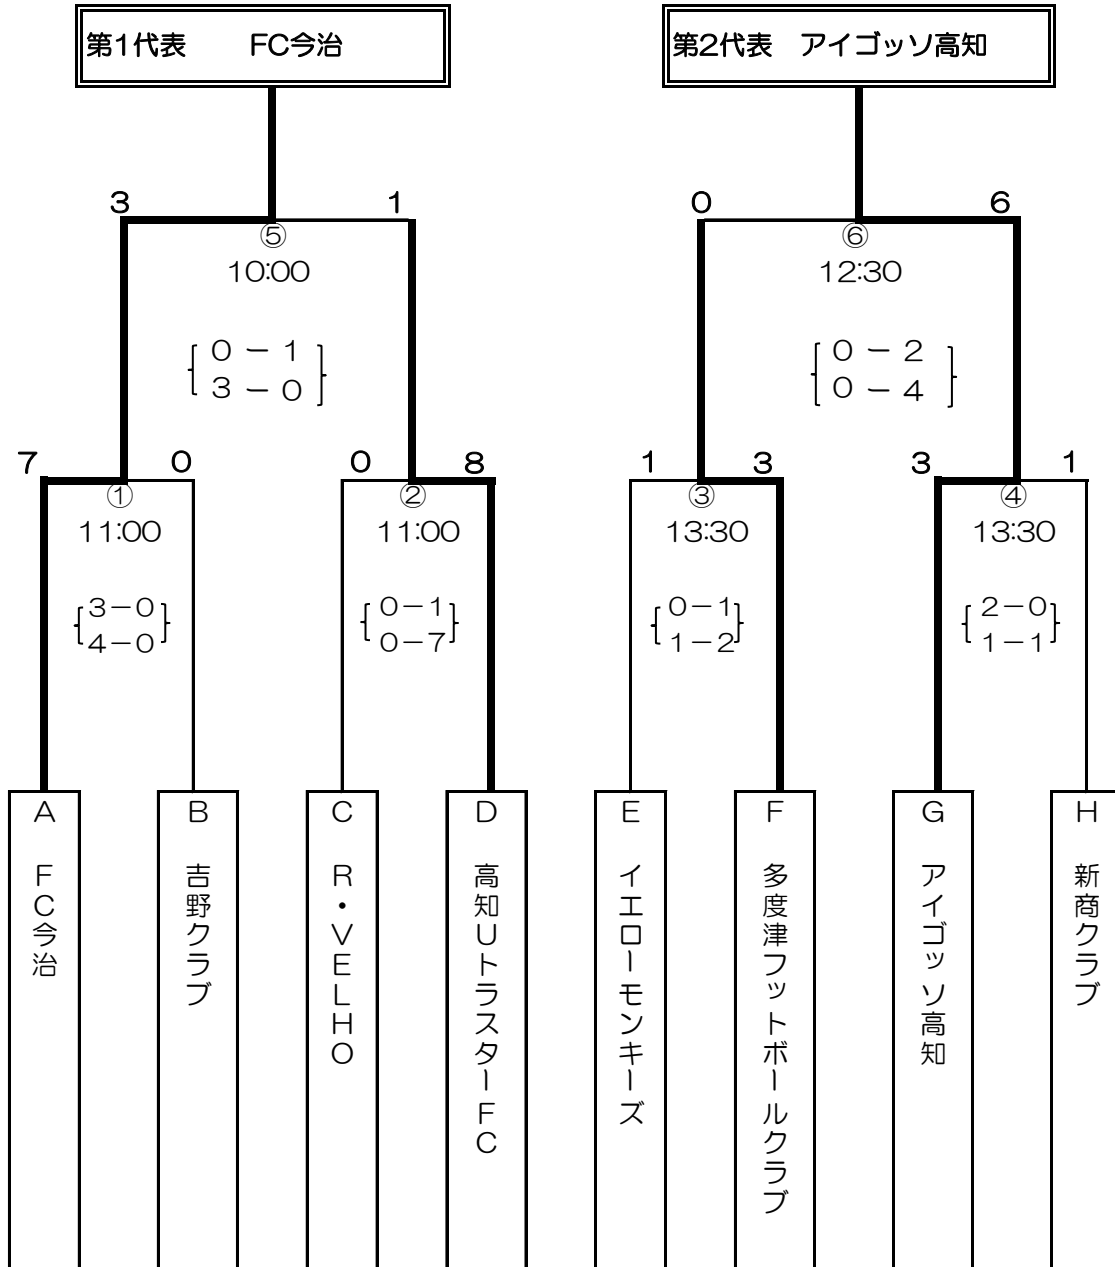 第1代表　FC今治
第2代表　アイゴッソ高知
3 1
0 6
⑤
⑥
10:00
12:30
0 − 1
3 − 0
0 − 2
0 − 4
7 0
0 8
1 3
3 1
①
②
③
④
11:00
11:00
13:30
13:30
3−0
4−0
0−1
0−7
0−1
1−2
2−0
1−1
A
FC今治
B
吉野クラブ
C
R・VELHO
D
高知UトラスターFC
E
イエローモンキーズ
F
多度津フットボールクラブ
G
アイゴッソ高知
H
新商クラブ